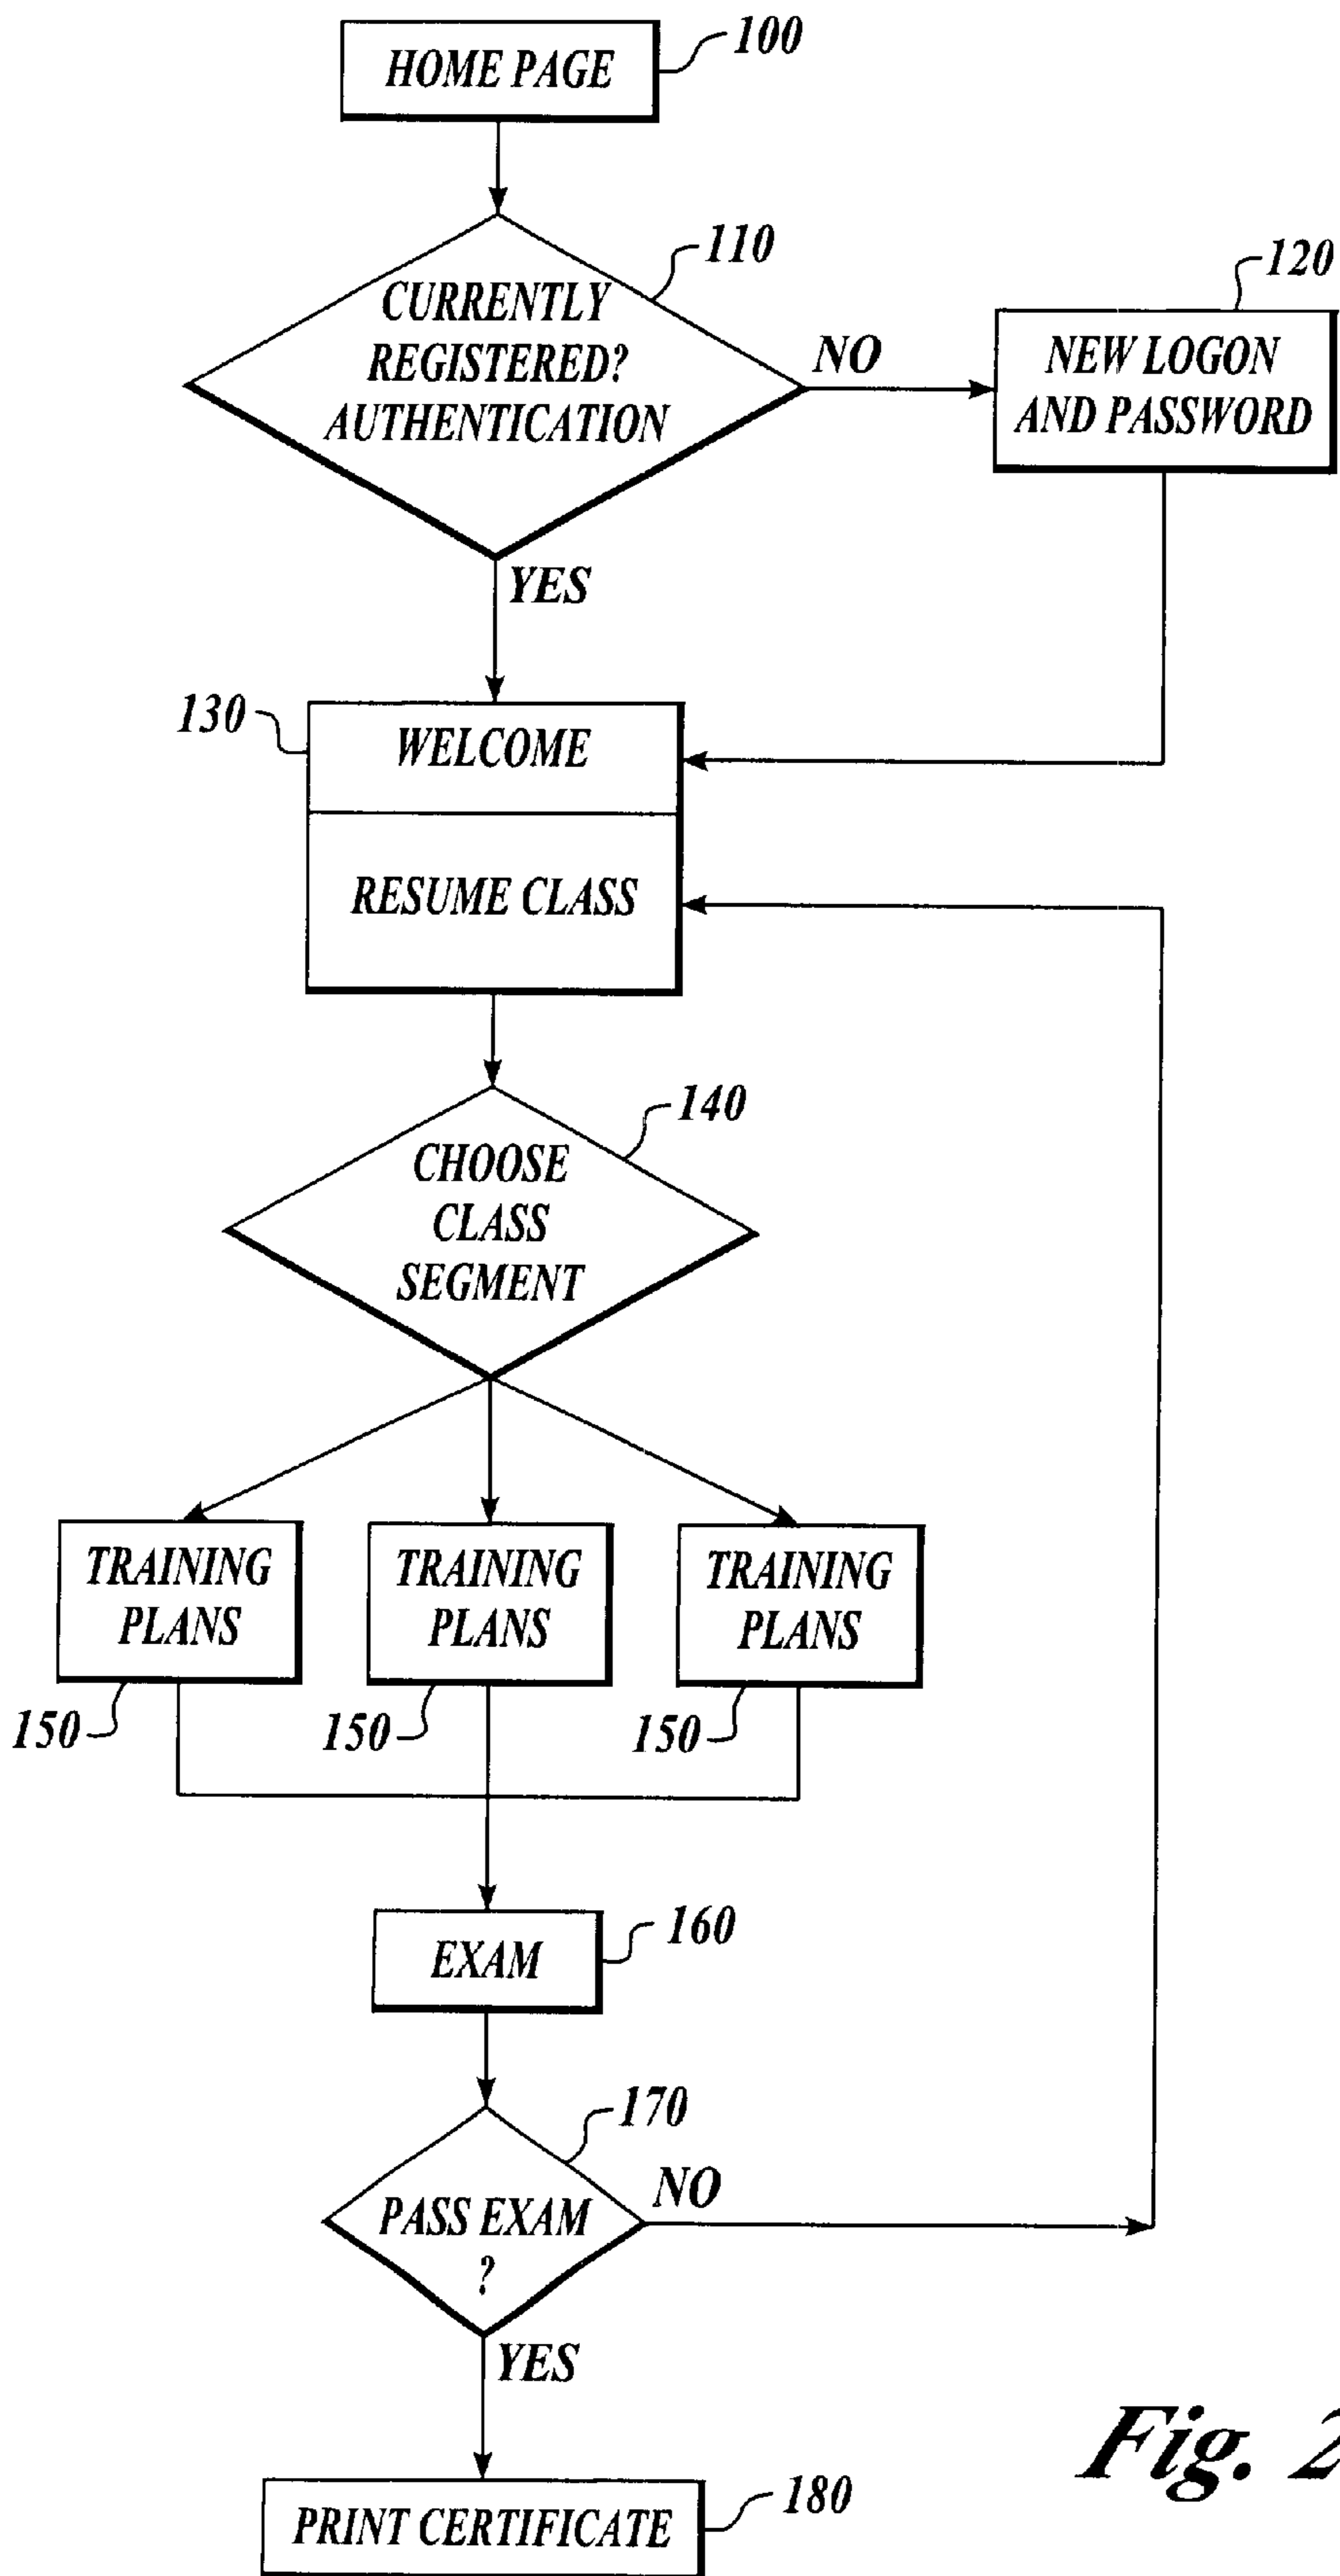 HOME PAGE
100
110
CURRENTLY
REGISTERED?
AUTHENTICATION
NO
120
NEW LOGON
AND PASSWORD
YES
130
WELCOME
RESUME CLASS
140
CHOOSE
CLASS
SEGMENT
TRAINING
PLANS
150
TRAINING
PLANS
150
TRAINING
PLANS
150
160
EXAM
170
PASS EXAM
?
NO
YES
PRINT CERTIFICATE
180
Fig. 2